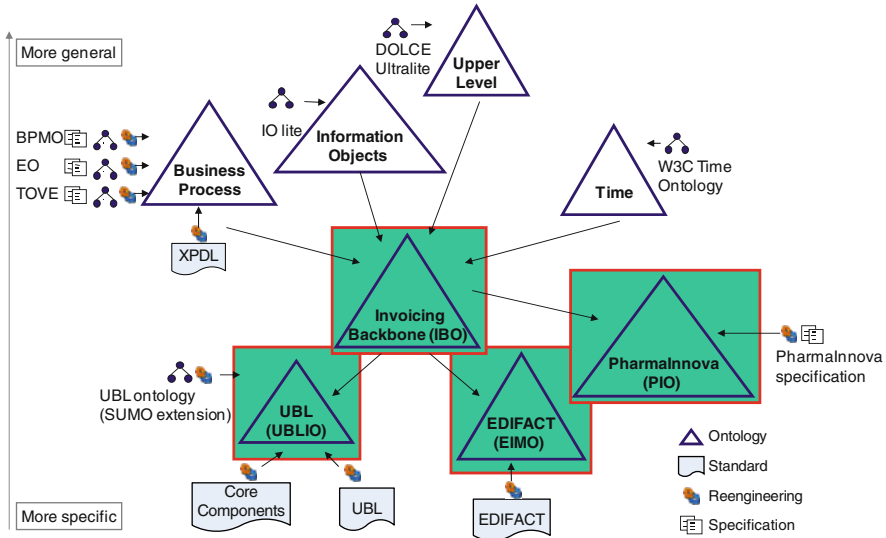 More general
DOLCE
Ultralite
Upper
Level
IO lite
Information
Objects
BPMO
EO
TOVE
Business
Process
W3C Time
Ontology
Time
XPDL
Invoicing
Backbone (IBO)
PharmaInnova
(PIO)
PharmaInnova
specification
UBL ontology
(SUMO extension)
UBL
(UBLIO)
EDIFACT
(EIMO)
Core
Components
UBL
EDIFACT
Ontology
Standard
Reengineering
Specification
More specific